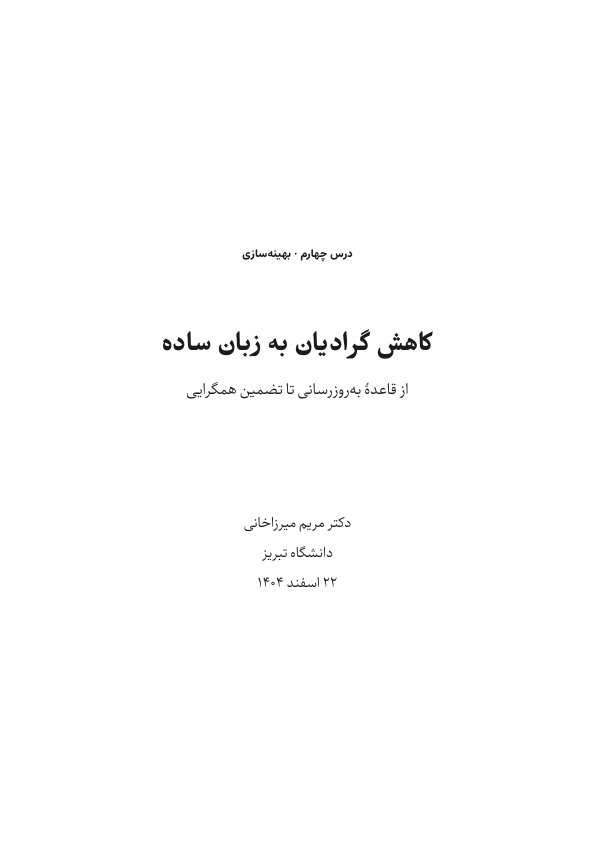 درس چهارم · بهینه‌سازی
کاهش گرادیان به زبان ساده
از قاعدهٔ به‌روزرسانی تا تضمین همگرایی
دکتر مریم میرزاخانی
دانشگاه تبریز
۲۲ اسفند ۱۴۰۴